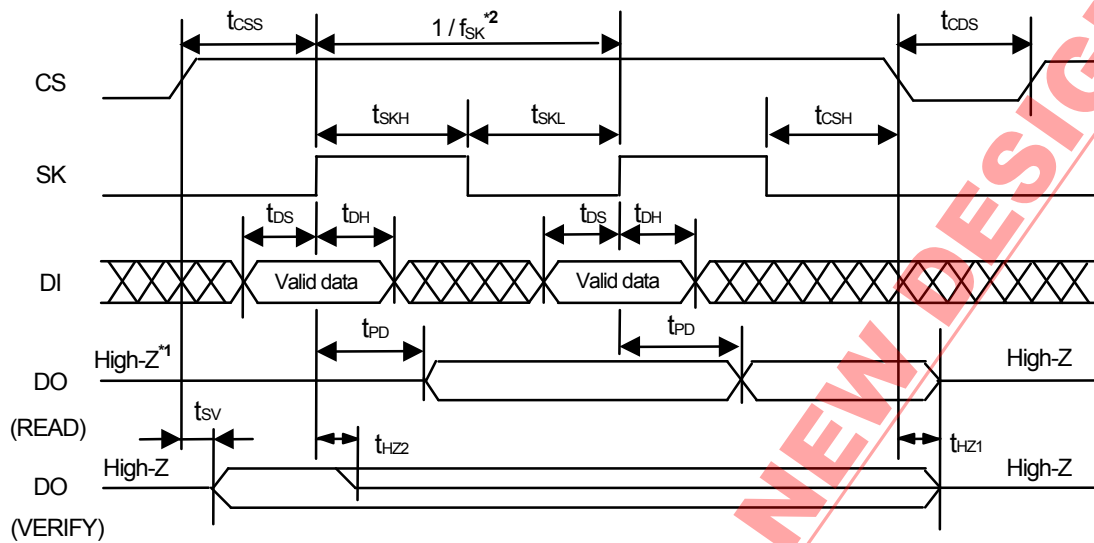 tCSS
1 / fSK*2
tCDS
CS
tSKH
tSKL
tCSH
SK
tDS
tDH
tDS
tDH
DI
Valid data
Valid data
tPD
tPD
High-Z*1
High-Z
DO
(READ)
tSV
tHZ2
tHZ1
High-Z
High-Z
DO
(VERIFY)
NEW DESIG